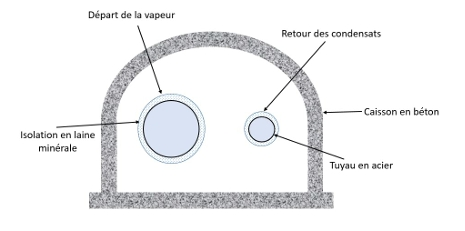 Départ de la vapeur
Retour des condensats
Caisson en béton
Isolation en laine
minérale
Tuyau en acier